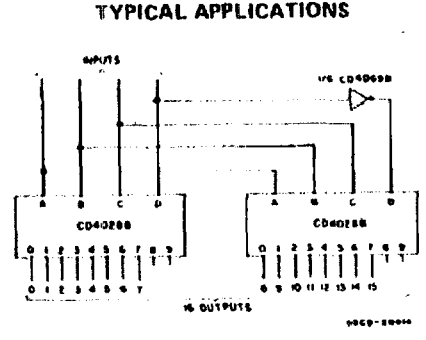 TYPICAL APPLICATIONS
INPUTS
1/6 CD4069B
A B C D
A B C D
CD4028B
CD4028B
0 1 2 3 4 5 6 7 8 9
0 1 2 3 4 5 6 7 8 9
0 1 2 3 4 5 6 7
8 9 10 11 12 13 14 15
16 OUTPUTS